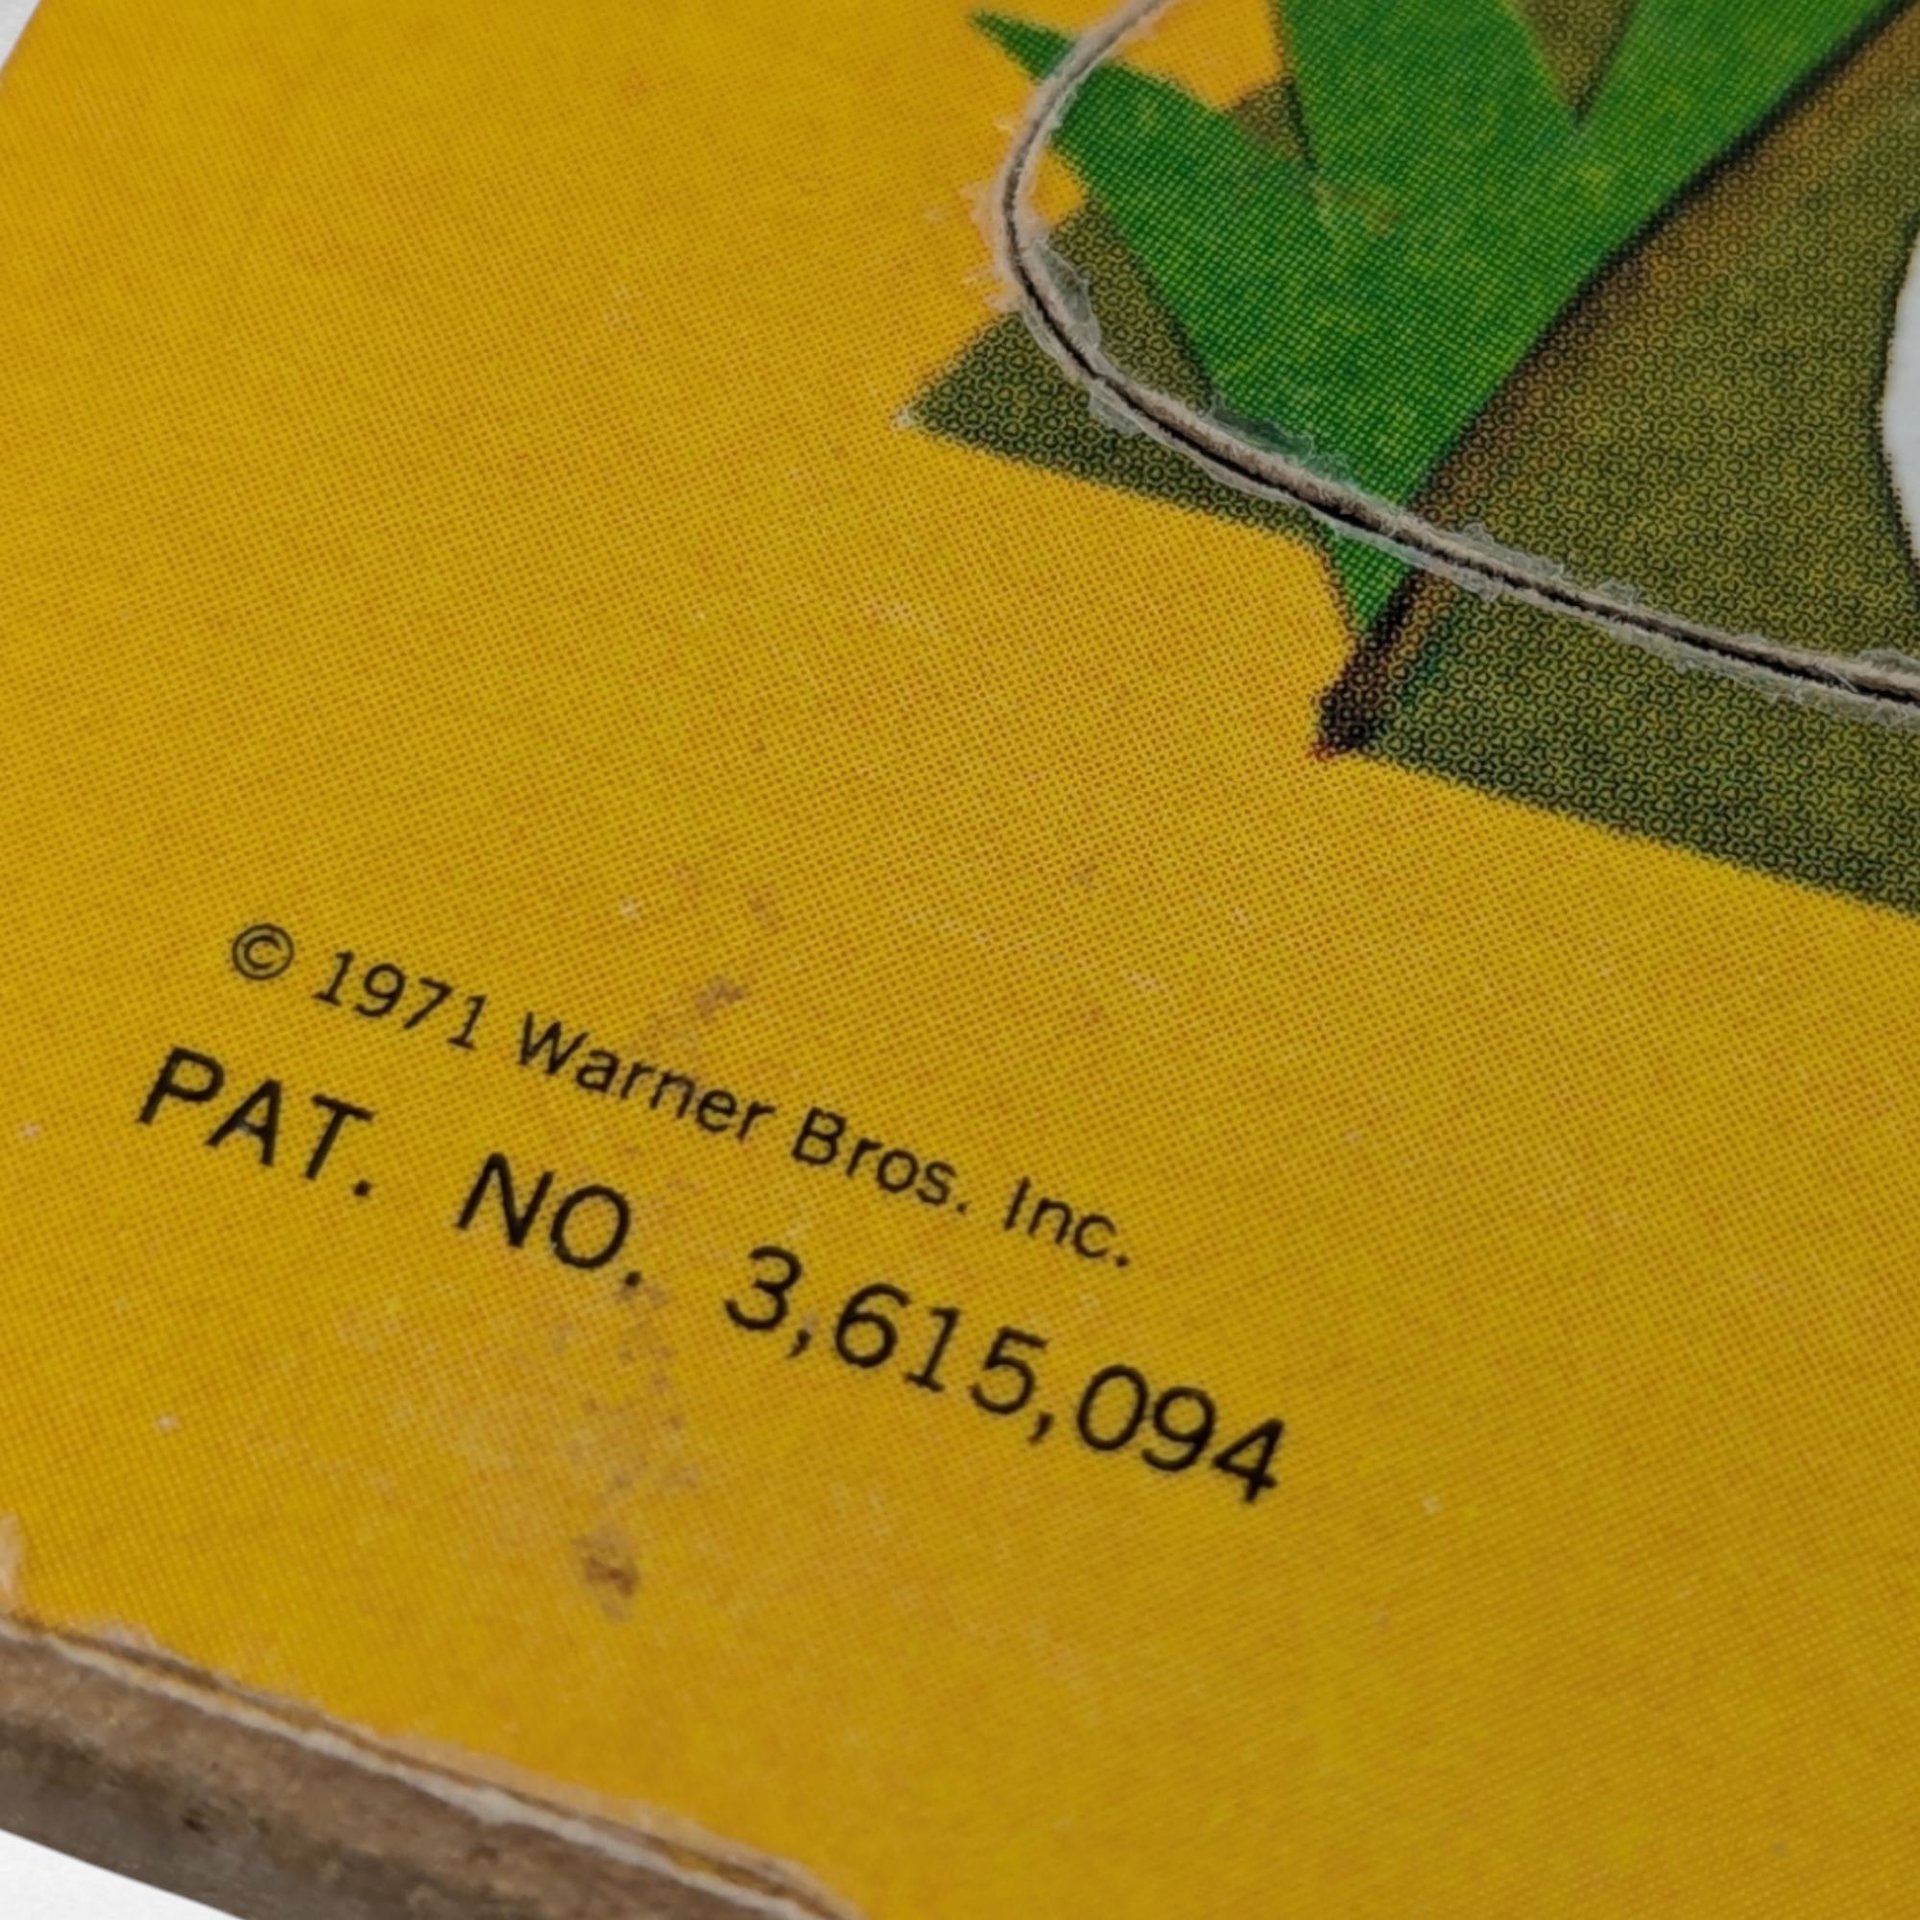 © 1971 Warner Bros. Inc.
PAT. NO. 3,615,094